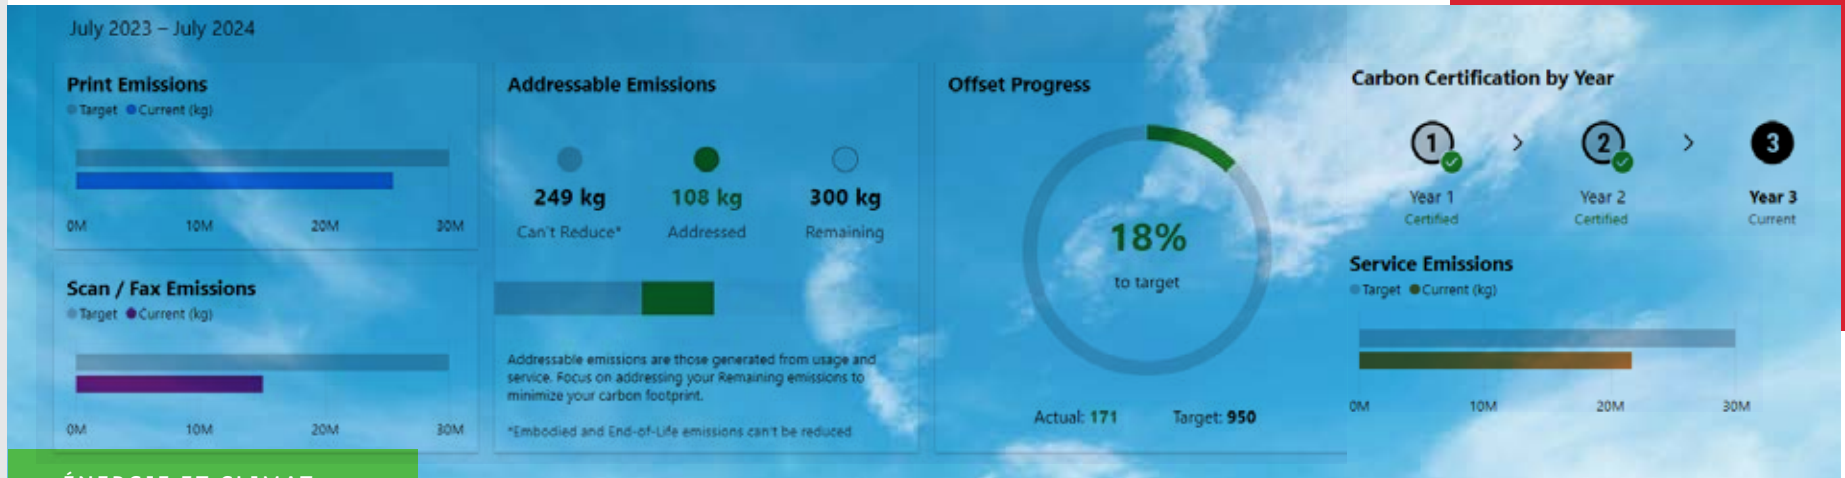 July 2023 – July 2024
Print Emissions
Target Current (kg)
0M 10M 20M 30M
Scan / Fax Emissions
Target Current (kg)
0M 10M 20M 30M
Addressable Emissions
249 kg 108 kg 300 kg
Can't Reduce* Addressed Remaining
Addressable emissions are those generated from usage and
service. Focus on addressing your Remaining emissions to
minimize your carbon footprint.
*Embodied and End-of-Life emissions can't be reduced
Offset Progress
18%
to target
Actual: 171 Target: 950
Carbon Certification by Year
1 2 3
Year 1 Year 2 Year 3
Certified Certified Current
Service Emissions
Target Current (kg)
0M 10M 20M 30M
ÉNERGIE ET CLIMAT